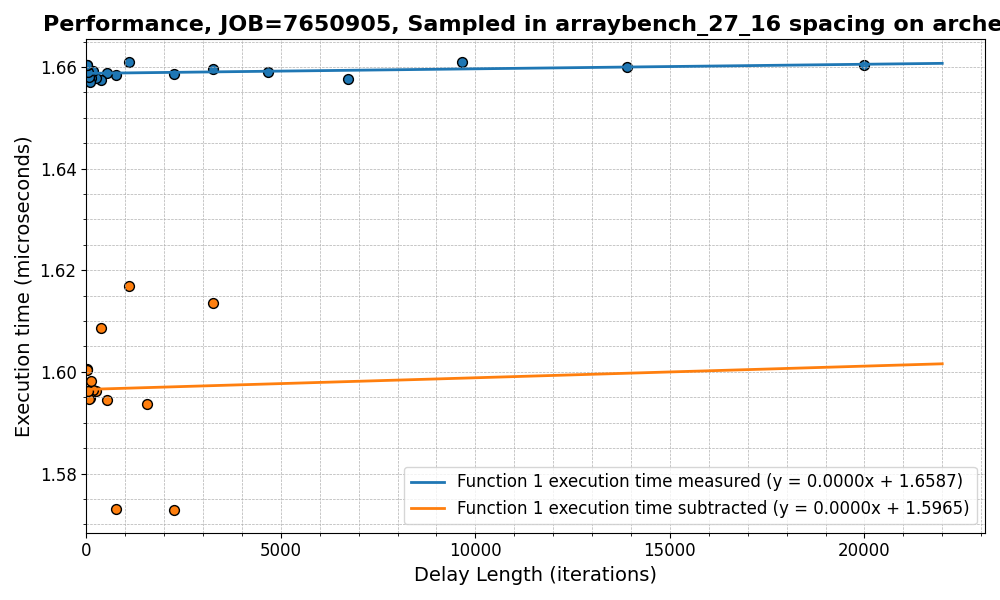 Performance, JOB=7650905, Sampled in arraybench_27_16 spacing on arche
Execution time (microseconds)
1.66
1.64
1.62
1.60
1.58
Function 1 execution time measured (y = 0.0000x + 1.6587)
Function 1 execution time subtracted (y = 0.0000x + 1.5965)
0 5000 10000 15000 20000
Delay Length (iterations)